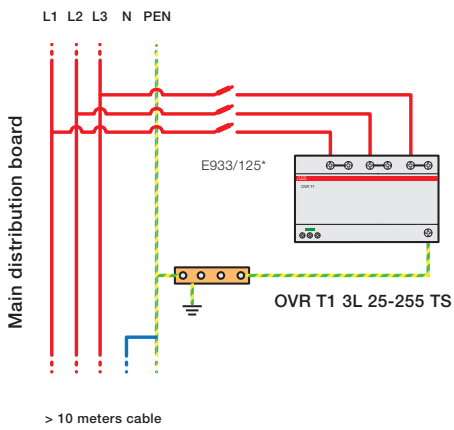 L1 L2 L3 N PEN
Main distribution board
E933/125*
ABB
OVR T1
OVR T1 3L 25-255 TS
> 10 meters cable